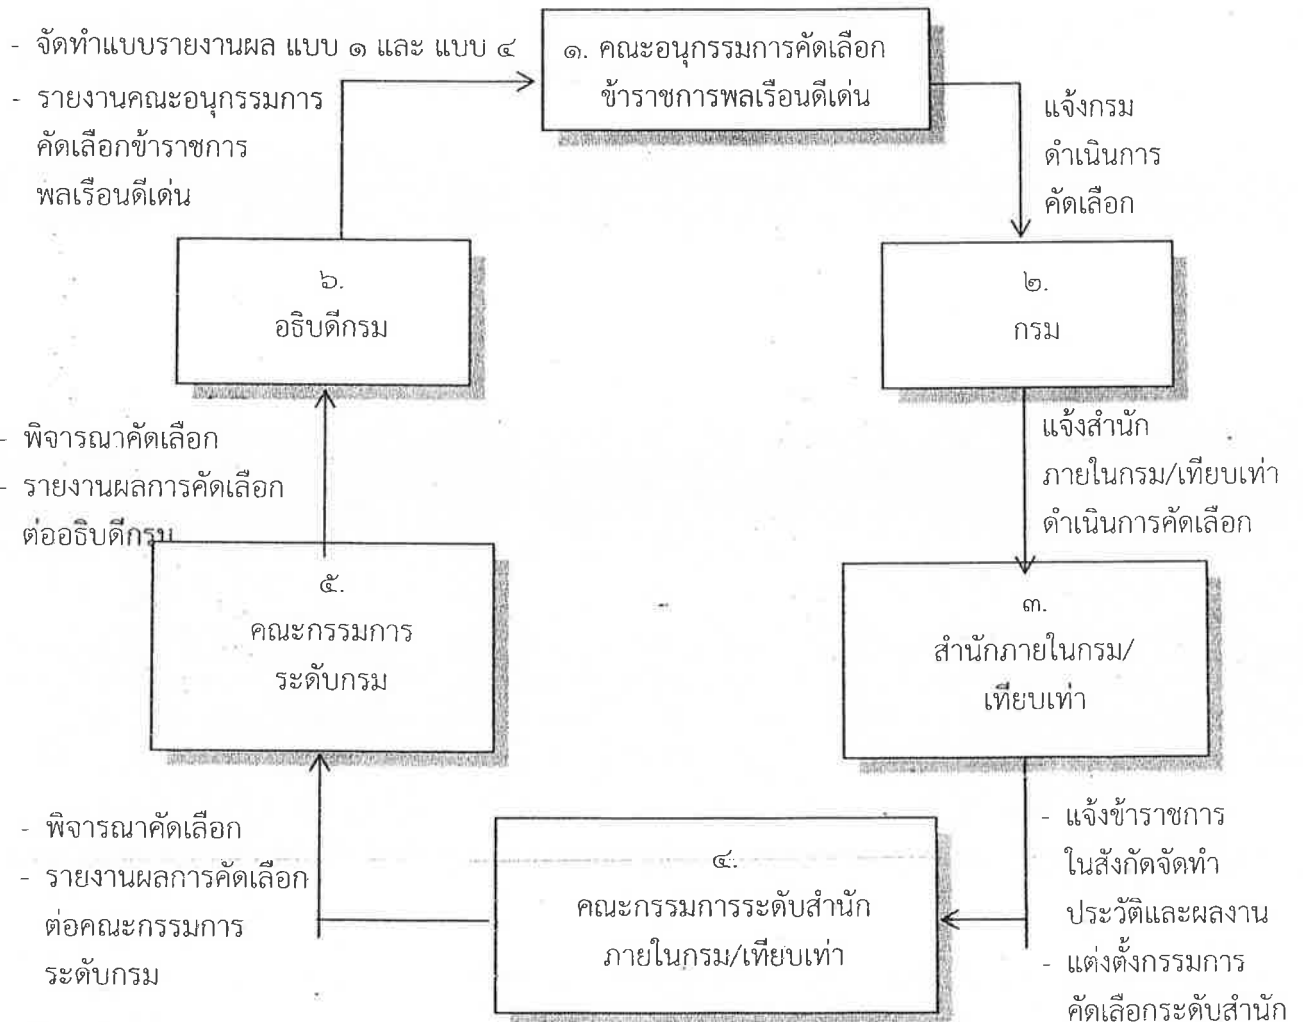 - จัดทำแบบรายงานผล แบบ ๑ และ แบบ ๔
- รายงานคณะอนุกรรมการ
คัดเลือกข้าราชการ
พลเรือนดีเด่น
๑. คณะอนุกรรมการคัดเลือก
ข้าราชการพลเรือนดีเด่น
แจ้งกรม
ดำเนินการ
คัดเลือก
๒.
กรม
แจ้งสำนัก
ภายในกรม/เทียบเท่า
ดำเนินการคัดเลือก
๓.
สำนักภายในกรม/
เทียบเท่า
- แจ้งข้าราชการ
ในสังกัดจัดทำ
ประวัติและผลงาน
- แต่งตั้งกรรมการ
คัดเลือกระดับสำนัก
๔.
คณะกรรมการระดับสำนัก
ภายในกรม/เทียบเท่า
- พิจารณาคัดเลือก
- รายงานผลการคัดเลือก
ต่อคณะกรรมการ
ระดับกรม
๕.
คณะกรรมการ
ระดับกรม
- พิจารณาคัดเลือก
- รายงานผลการคัดเลือก
ต่ออธิบดีกรม
๖.
อธิบดีกรม